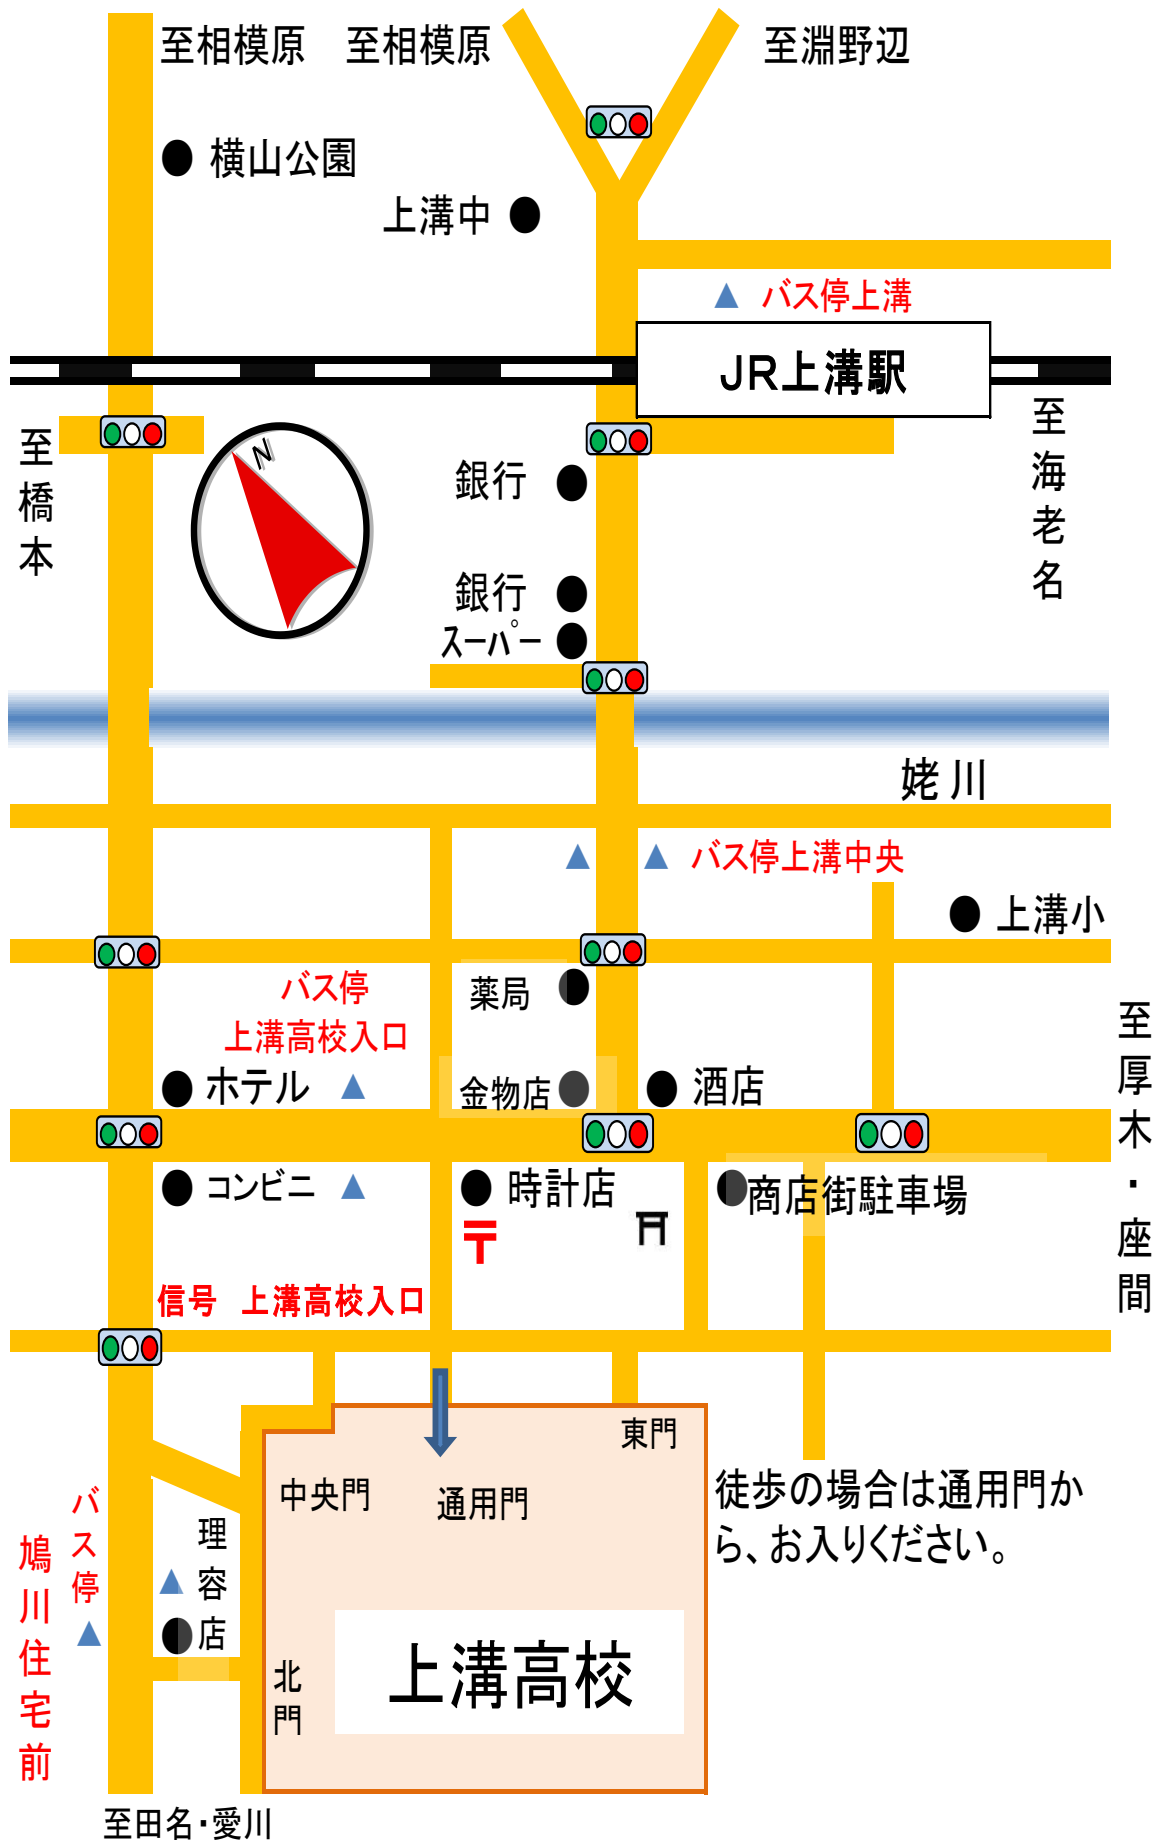 至相模原
至相模原
至淵野辺
横山公園
上溝中
バス停上溝
JR上溝駅
至橋本
N
至海老名
銀行
銀行
スーパー
姥川
バス停上溝中央
上溝小
バス停
上溝高校入口
薬局
至厚木・座間
ホテル
金物店
酒店
コンビニ
時計店
商店街駐車場
〒
信号　上溝高校入口
東門
中央門
通用門
徒歩の場合は通用門か
ら、お入りください。
バス停
鳩川住宅前
理容店
上溝高校
北門
至田名・愛川